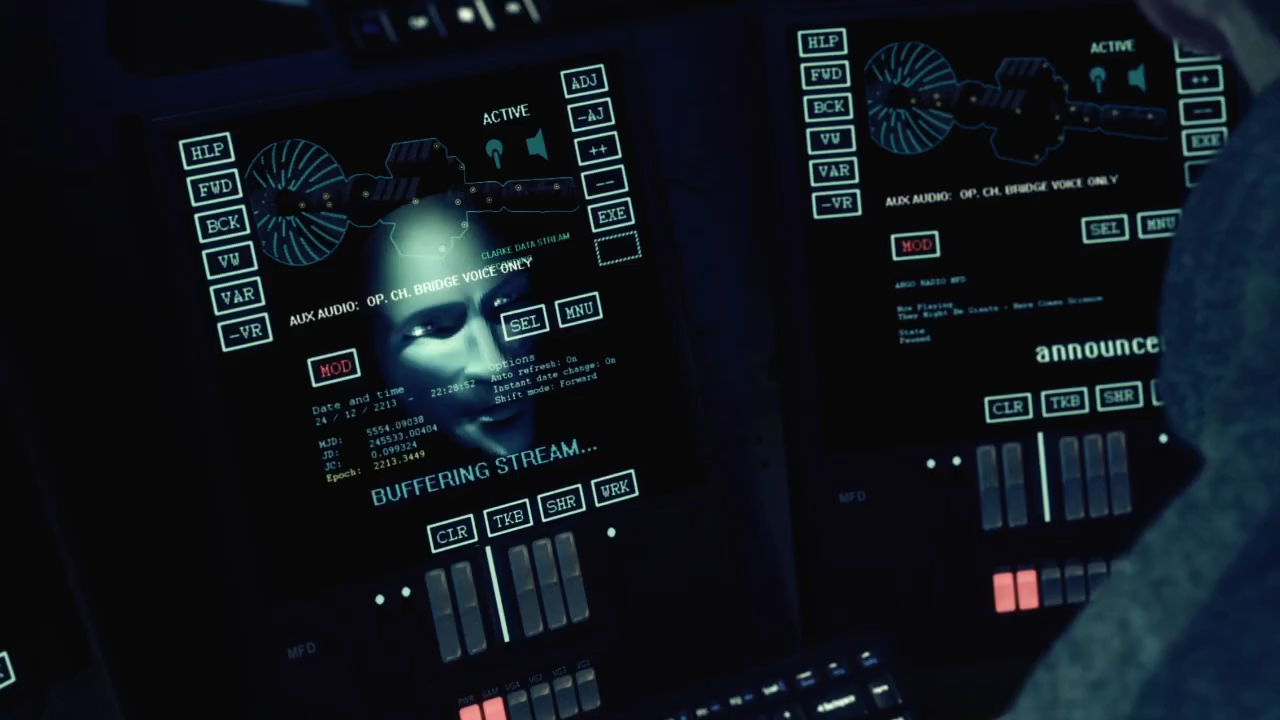 HLP
FWD
BCK
VW
VAR
-VR
ADJ
-AJ
++
--
EXE
ACTIVE
CLARKE DATA STREAM
AUX AUDIO: OP. CH. BRIDGE VOICE ONLY
SEL
MNU
MOD
Date and time
24 / 12 / 2213 - 22:28:52
MJD: 5554.09038
JD: 245533.00404
JC: 0.099324
Epoch: 2213.3449
Options
Auto refresh: On
Instant date change: On
Shift mode: Forward
BUFFERING STREAM...
CLR
TKB
SHR
WRK
MFD
HLP
FWD
BCK
VW
VAR
-VR
ACTIVE
++
--
EXE
AUX AUDIO: OP. CH. BRIDGE VOICE ONLY
SEL
MNU
MOD
ARGO RADIO MFD
Now Playing
They Might Be Giants - Here Comes Science
State
Paused
announce
CLR
TKB
SHR
MFD